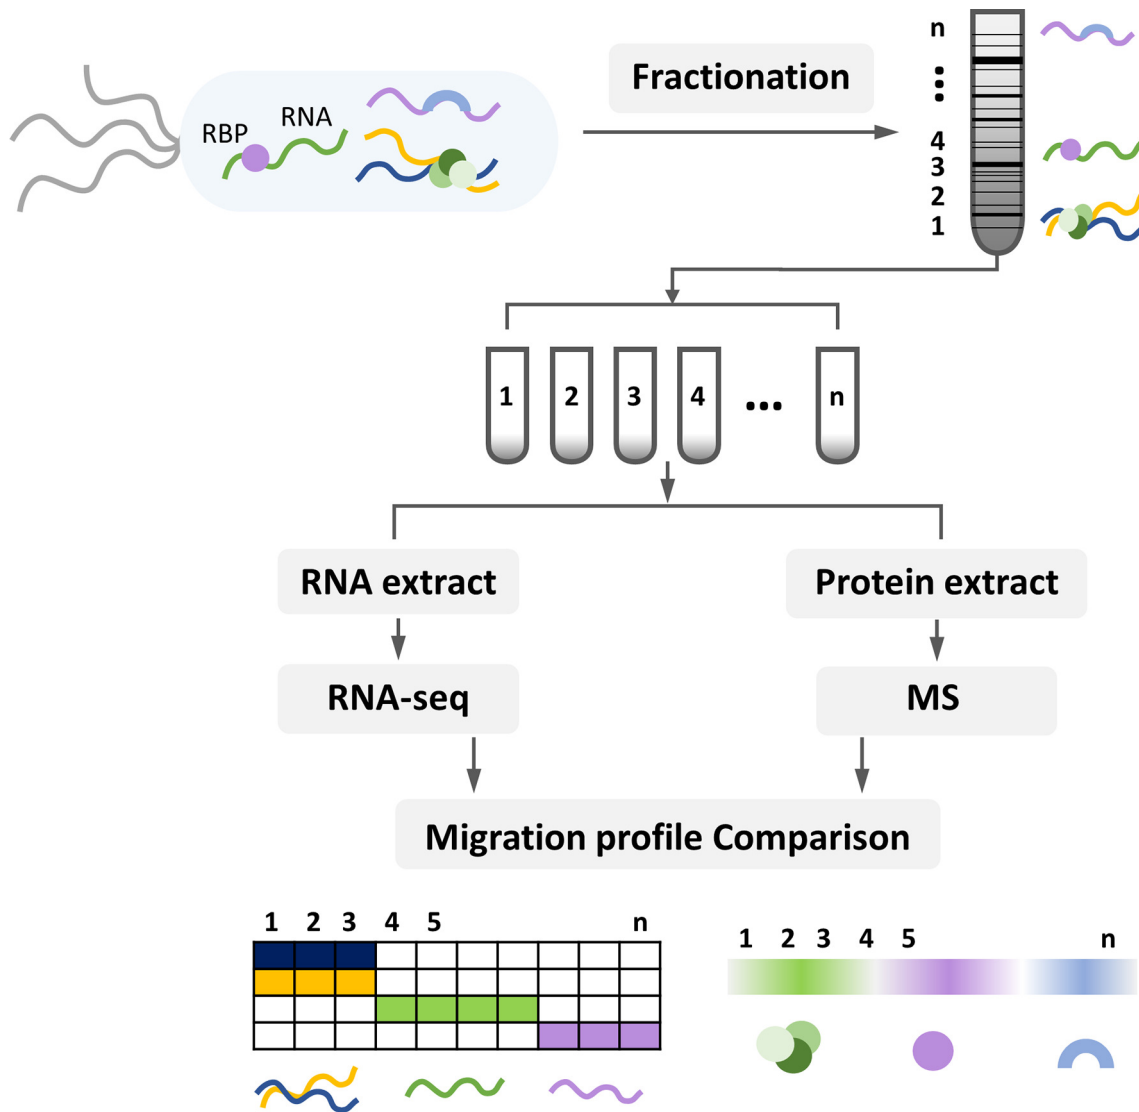 RBP
RNA
Fractionation
n
⋮
4
3
2
1
1 2 3 4 ... n
RNA extract
Protein extract
RNA-seq
MS
Migration profile Comparison
1 2 3 4 5 n
1 2 3 4 5 n